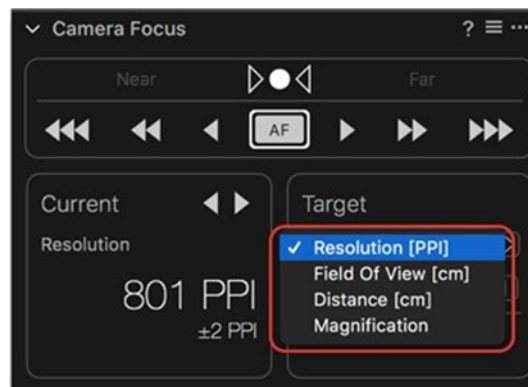 Camera Focus ? ...
Near Far
AF
Current Target
Resolution
801 PPI
±2 PPI
✓ Resolution [PPI]
Field Of View [cm]
Distance [cm]
Magnification